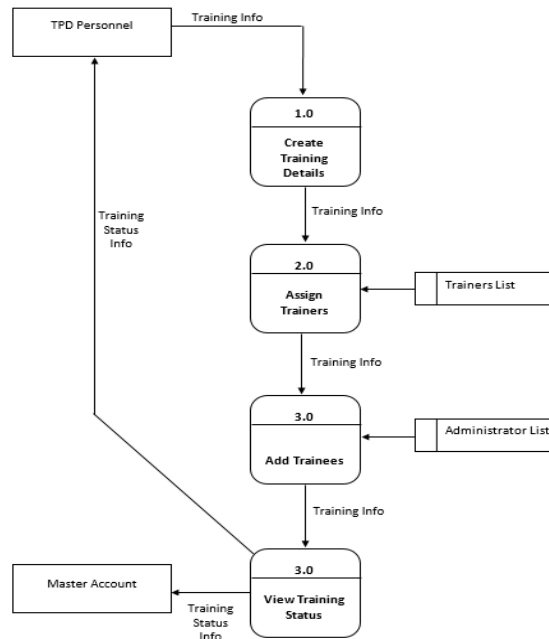 TPD Personnel
Training Info
1.0
Create
Training
Details
Training Info
Training
Status
Info
2.0
Assign
Trainers
Trainers List
Training Info
3.0
Add Trainees
Administrator List
Training Info
3.0
View Training
Status
Master Account
Training
Status
Info